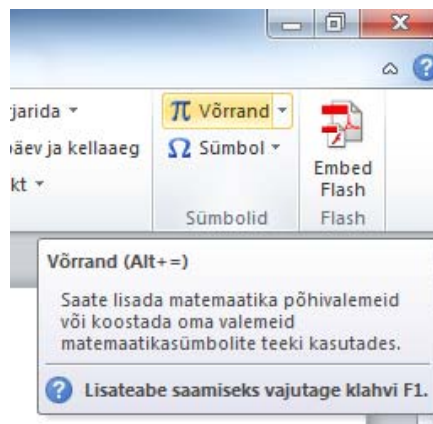 jarida
π Võrrand
äev ja kellaaeg
Ω Sümbol
kt
Embed
Flash
Sümbolid
Flash
Võrrand (Alt+=)
Saate lisada matemaatika põhivalemeid
või koostada oma valemeid
matemaatikasümbolite teeki kasutades.
Lisateabe saamiseks vajutage klahvi F1.